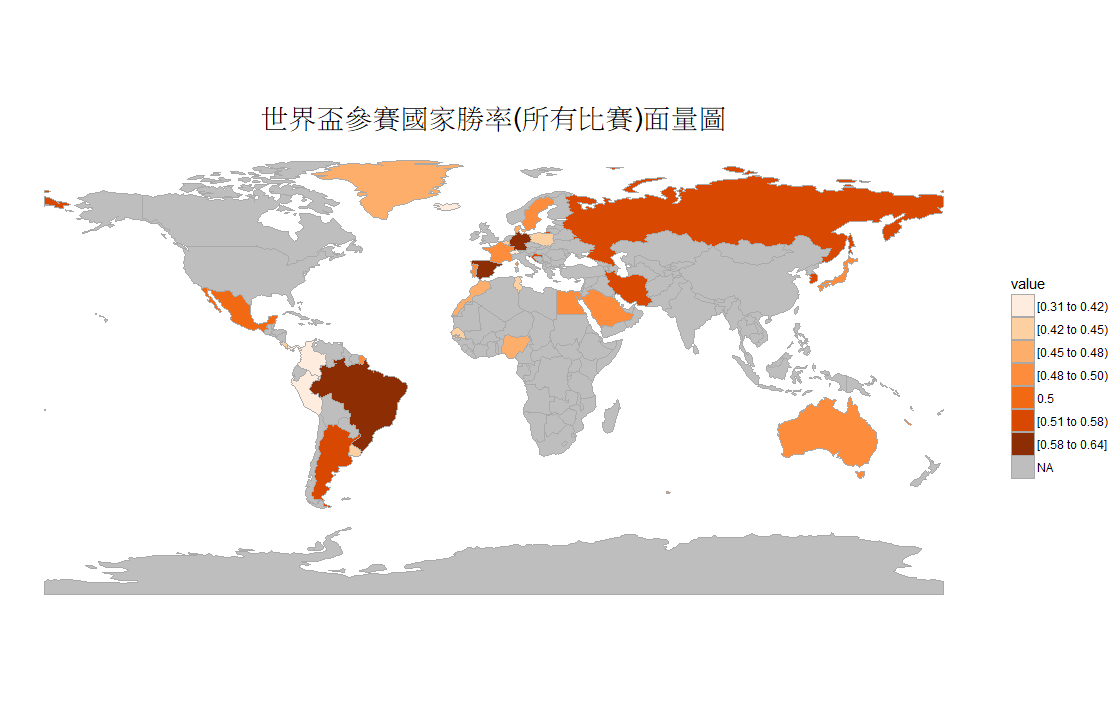 世界盃參賽國家勝率(所有比賽)面量圖
value
[0.31 to 0.42)
[0.42 to 0.45)
[0.45 to 0.48)
[0.48 to 0.50)
0.5
[0.51 to 0.58)
[0.58 to 0.64]
NA